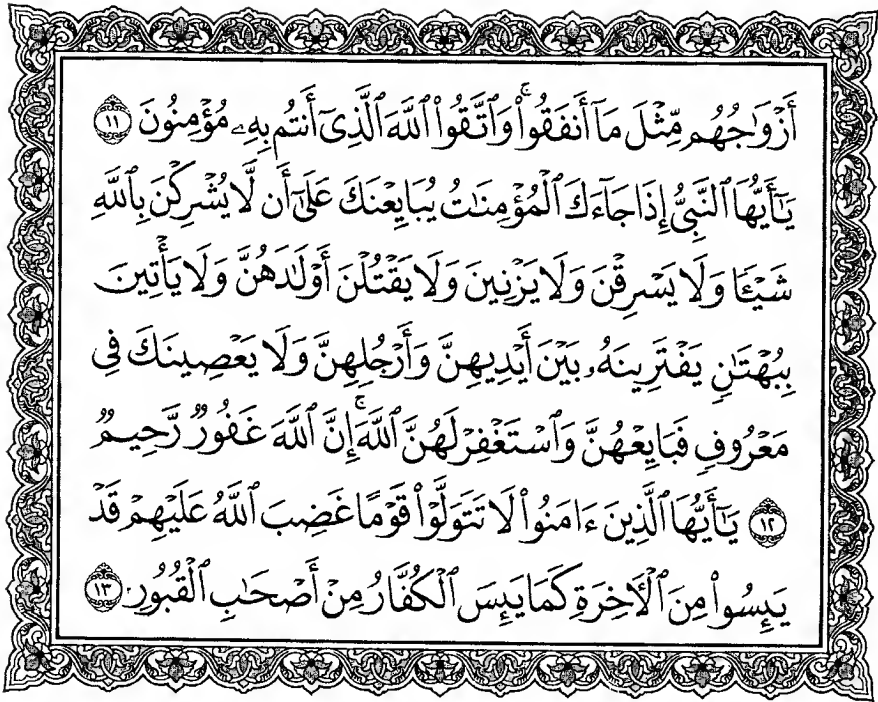 أَزْوَٰجُهُم مِّثْلَ مَآ أَنفَقُوا۟ ۚ وَٱتَّقُوا۟ ٱللَّهَ ٱلَّذِىٓ أَنتُم بِهِۦ مُؤْمِنُونَ ١١
يَـٰٓأَيُّهَا ٱلنَّبِىُّ إِذَا جَآءَكَ ٱلْمُؤْمِنَـٰتُ يُبَايِعْنَكَ عَلَىٰٓ أَن لَّا يُشْرِكْنَ بِٱللَّهِ
شَيْـًٔا وَلَا يَسْرِقْنَ وَلَا يَزْنِينَ وَلَا يَقْتُلْنَ أَوْلَـٰدَهُنَّ وَلَا يَأْتِينَ
بِبُهْتَـٰنٍ يَفْتَرِينَهُۥ بَيْنَ أَيْدِيهِنَّ وَأَرْجُلِهِنَّ وَلَا يَعْصِينَكَ فِى
مَعْرُوفٍ فَبَايِعْهُنَّ وَٱسْتَغْفِرْ لَهُنَّ ٱللَّهَ ۚ إِنَّ ٱللَّهَ غَفُورٌ رَّحِيمٌ
١٢ يَـٰٓأَيُّهَا ٱلَّذِينَ ءَامَنُوا۟ لَا تَتَوَلَّوْا۟ قَوْمًا غَضِبَ ٱللَّهُ عَلَيْهِمْ قَدْ
يَئِسُوا۟ مِنَ ٱلْـَٔاخِرَةِ كَمَا يَئِسَ ٱلْكُفَّارُ مِنْ أَصْحَـٰبِ ٱلْقُبُورِ ١٣